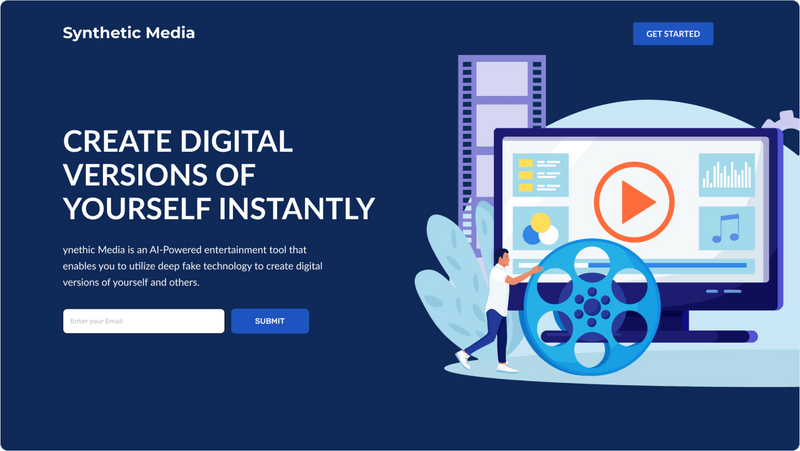 Synthetic Media
GET STARTED
CREATE DIGITAL
VERSIONS OF
YOURSELF INSTANTLY
ynethic Media is an AI-Powered entertainment tool that
enables you to utilize deep fake technology to create digital
versions of yourself and others.
Enter your Email
SUBMIT